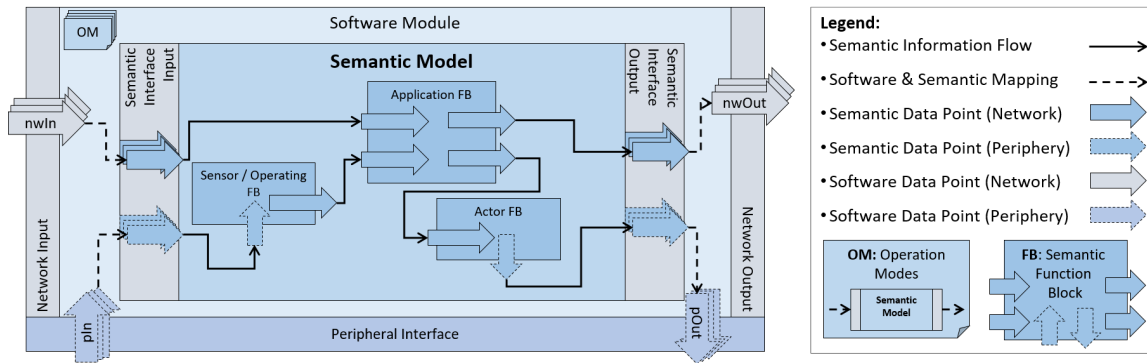 Software Module
OM
Semantic
Interface
Input
Semantic Model
Semantic
Interface
Output
Application FB
nwIn
nwOut
Sensor / Operating
FB
Actor FB
Network Input
Network Output
pIn
pOut
Peripheral Interface
Legend:
•Semantic Information Flow
•Software & Semantic Mapping
•Semantic Data Point (Network)
•Semantic Data Point (Periphery)
•Software Data Point (Network)
•Software Data Point (Periphery)
OM: Operation
Modes
Semantic
Model
FB: Semantic
Function
Block